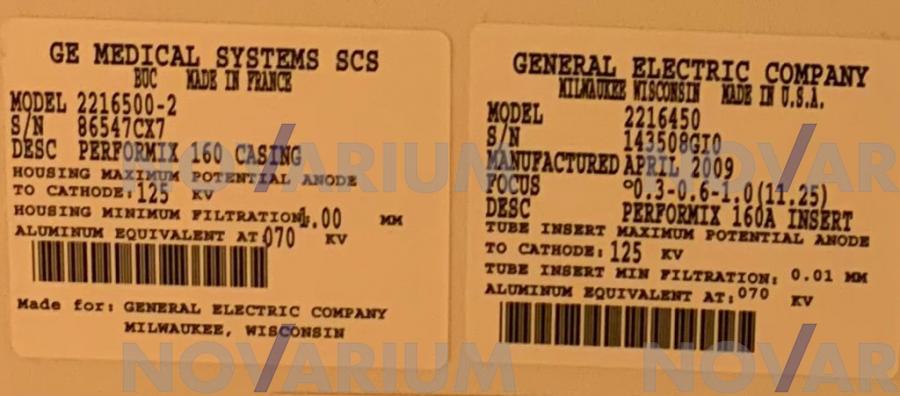 GE MEDICAL SYSTEMS SCS
BUC MADE IN FRANCE
MODEL 2216500-2
S/N 86547CX7
DESC PERFORMIX 160 CASING
HOUSING MAXIMUM POTENTIAL ANODE
TO CATHODE: 125 KV
HOUSING MINIMUM FILTRATION 1.00 MM
ALUMINUM EQUIVALENT AT: 070 KV
Made for: GENERAL ELECTRIC COMPANY
MILWAUKEE, WISCONSIN
GENERAL ELECTRIC COMPANY
MILWAUKEE WISCONSIN MADE IN U.S.A.
MODEL 2216450
S/N 143508GI0
MANUFACTURED APRIL 2009
FOCUS °0.3-0.6-1.0(11.25)
DESC PERFORMIX 160A INSERT
TUBE INSERT MAXIMUM POTENTIAL ANODE
TO CATHODE: 125 KV
TUBE INSERT MIN FILTRATION: 0.01 MM
ALUMINUM EQUIVALENT AT: 070 KV
NOVARIUM
NOVARIUM
NOVARIUM
NOVARIUM